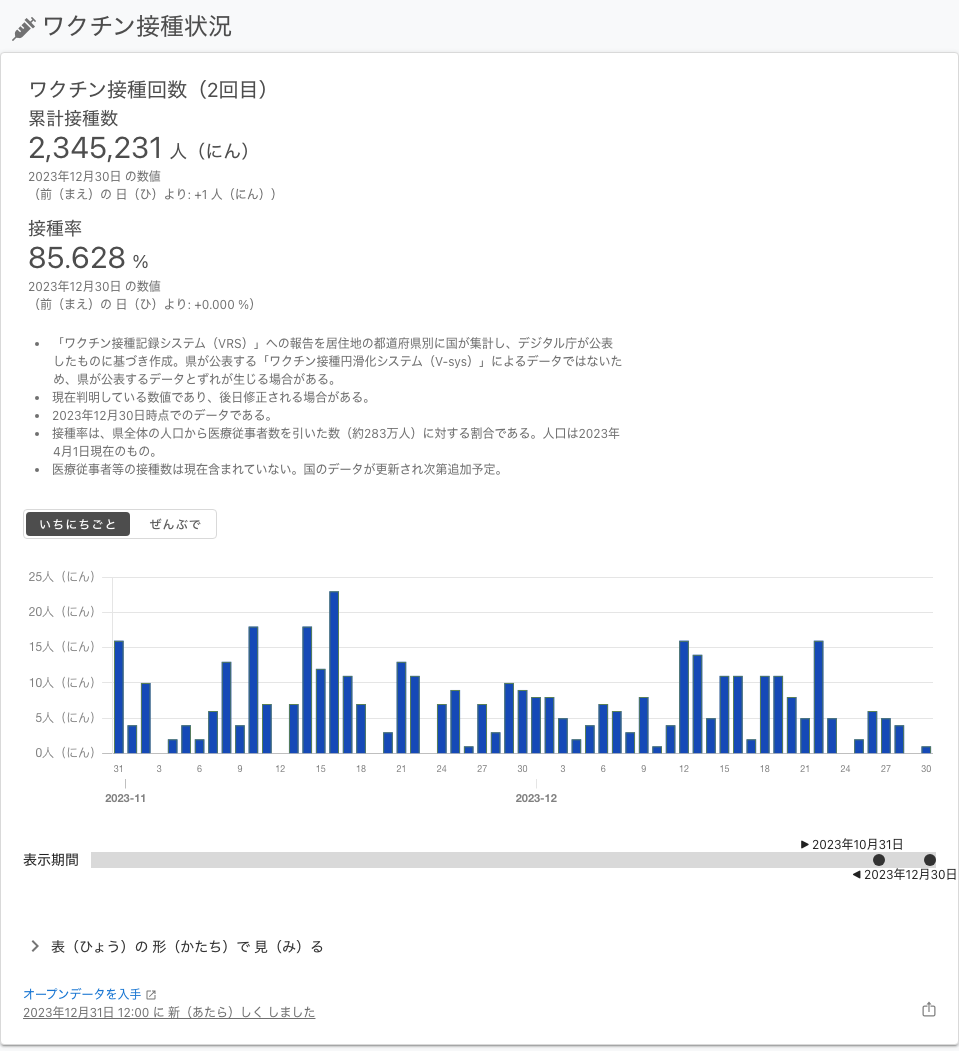 ワクチン接種状況
ワクチン接種回数（2回目）
累計接種数
2,345,231 人（にん）
2023年12月30日 の数値
（前（まえ）の 日（ひ）より: +1 人（にん））
接種率
85.628 %
2023年12月30日 の数値
（前（まえ）の 日（ひ）より: +0.000 %）
「ワクチン接種記録システム（VRS）」への報告を居住地の都道府県別に国が集計し、デジタル庁が公表
したものに基づき作成。県が公表する「ワクチン接種円滑化システム（V-sys）」によるデータではないた
め、県が公表するデータとずれが生じる場合がある。
現在判明している数値であり、後日修正される場合がある。
2023年12月30日時点でのデータである。
接種率は、県全体の人口から医療従事者数を引いた数（約283万人）に対する割合である。人口は2023年
4月1日現在のもの。
医療従事者等の接種数は現在含まれていない。国のデータが更新され次第追加予定。
いちにちごと ぜんぶで
25人（にん）
20人（にん）
15人（にん）
10人（にん）
5人（にん）
0人（にん）
31 3 6 9 12 15 18 21 24 27 30 3 6 9 12 15 18 21 24 27 30
2023-11 2023-12
2023年10月31日
表示期間
2023年12月30日
表（ひょう）の 形（かたち）で 見（み）る
オープンデータを入手
2023年12月31日 12:00 に 新（あたら）しく しました